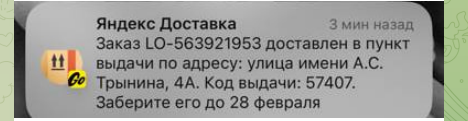 Яндекс Доставка 3 мин назад
Заказ LO-563921953 доставлен в пункт
выдачи по адресу: улица имени А.С.
Трынина, 4А. Код выдачи: 57407.
Заберите его до 28 февраля
Go